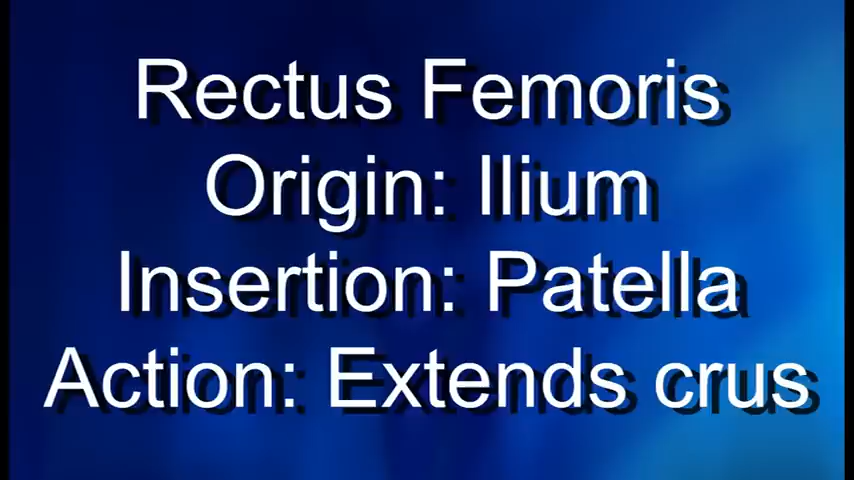 Rectus Femoris
Origin: Ilium
Insertion: Patella
Action: Extends crus